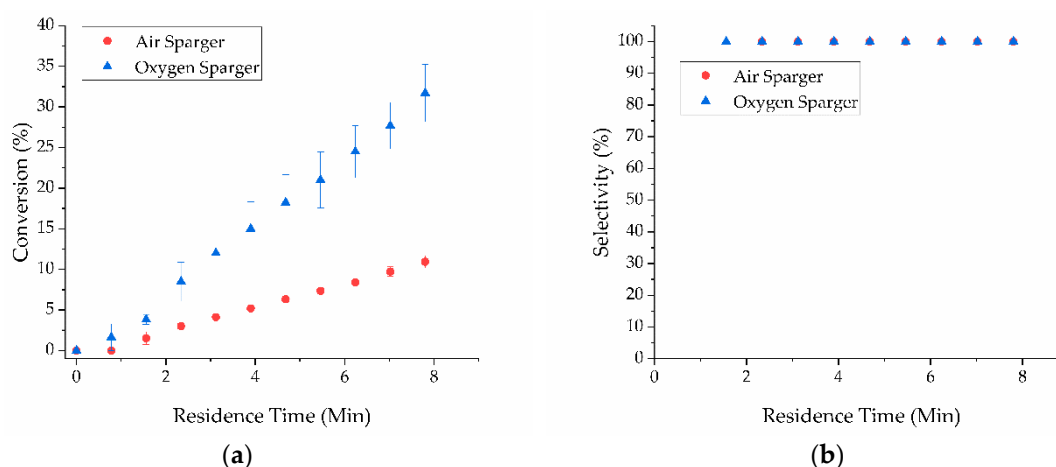 40
35
30
25
20
15
10
5
0
Conversion (%)
Air Sparger
Oxygen Sparger
0 2 4 6 8
Residence Time (Min)
(a)
100
90
80
70
60
50
40
30
20
10
0
Selectivity (%)
Air Sparger
Oxygen Sparger
0 2 4 6 8
Residence Time (Min)
(b)